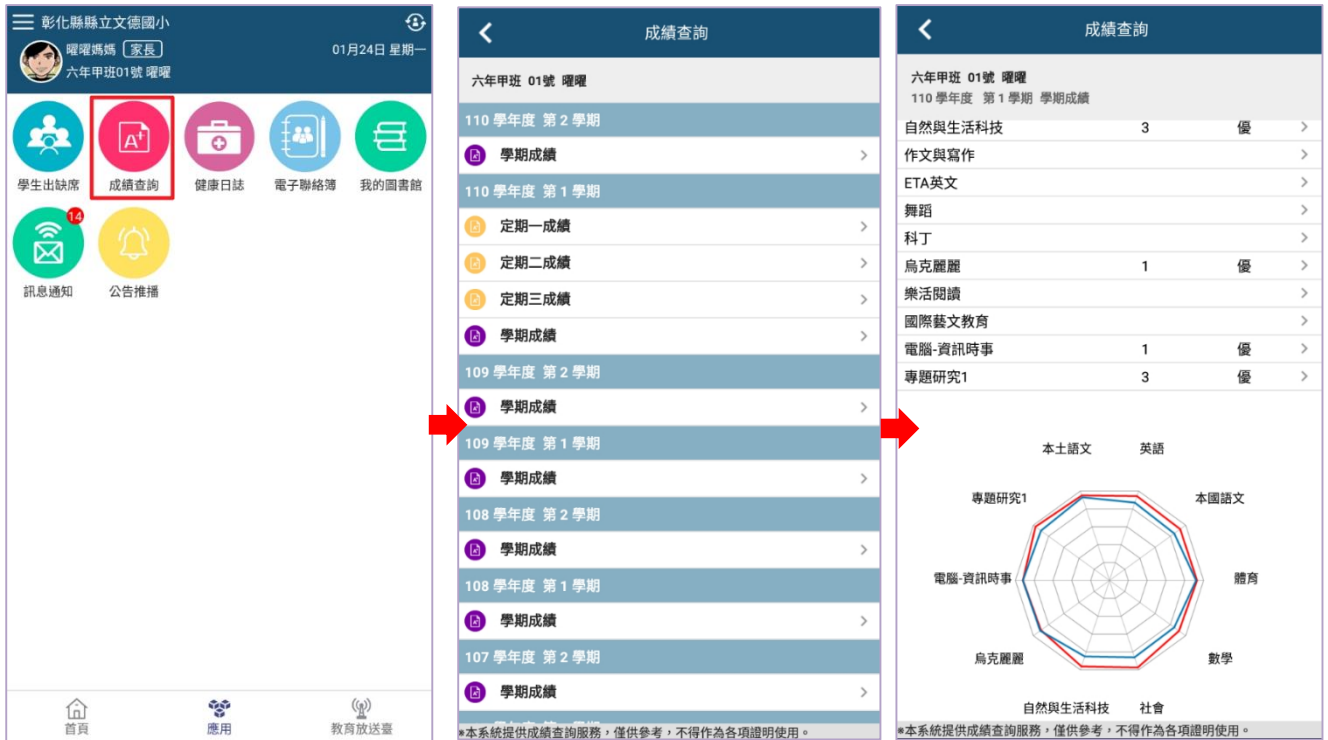 彰化縣縣立文德國小
曜曜媽媽 家長
01月24日 星期一
六年甲班01號 曜曜
A+
學生出缺席
成績查詢
健康日誌
電子聯絡簿
我的圖書館
14
訊息通知
公告推播
首頁
應用
教育放送臺
成績查詢
六年甲班 01號 曜曜
110 學年度 第 2 學期
學期成績
110 學年度 第 1 學期
定期一成績
定期二成績
定期三成績
學期成績
109 學年度 第 2 學期
學期成績
109 學年度 第 1 學期
學期成績
108 學年度 第 2 學期
學期成績
108 學年度 第 1 學期
學期成績
107 學年度 第 2 學期
學期成績
※本系統提供成績查詢服務，僅供參考，不得作為各項證明使用。
成績查詢
六年甲班 01號 曜曜
110 學年度 第 1 學期 學期成績
自然與生活科技 3 優
作文與寫作
ETA英文
舞蹈
科丁
烏克麗麗 1 優
樂活閱讀
國際藝文教育
電腦-資訊時事 1 優
專題研究1 3 優
本土語文 英語
專題研究1 本國語文
電腦-資訊時事 體育
烏克麗麗 數學
自然與生活科技 社會
※本系統提供成績查詢服務，僅供參考，不得作為各項證明使用。